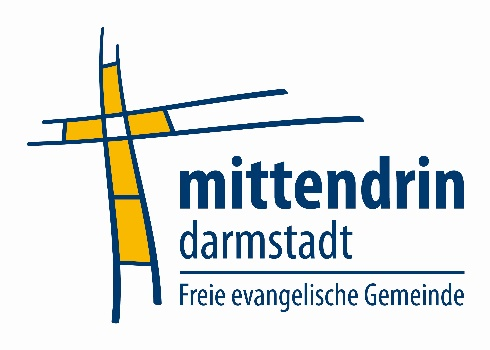 mittendrin
darmstadt
Freie evangelische Gemeinde